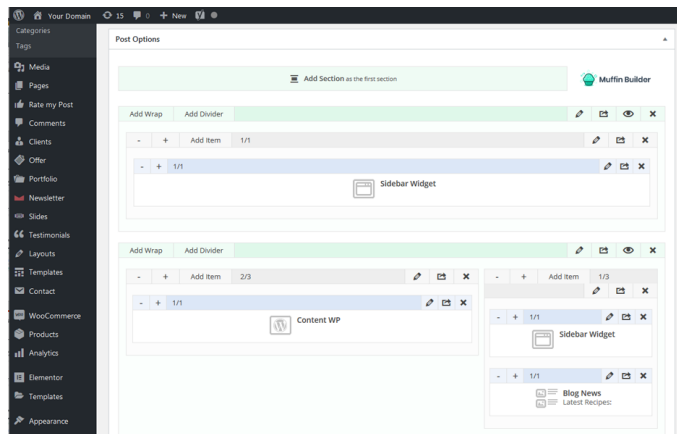 Your Domain 15 0 + New
Categories
Tags
Media
Pages
Rate my Post
Comments
Clients
Offer
Portfolio
Newsletter
Slides
Testimonials
Layouts
Templates
Contact
WooCommerce
Products
Analytics
Elementor
Templates
Appearance
Post Options
Add Section as the first section
Muffin Builder
Add Wrap Add Divider
- + Add Item 1/1
- + 1/1
Sidebar Widget
Add Wrap Add Divider
- + Add Item 2/3
- + 1/1
Content WP
- + Add Item 1/3
- + 1/1
Sidebar Widget
- + 1/1
Blog News
Latest Recipes: